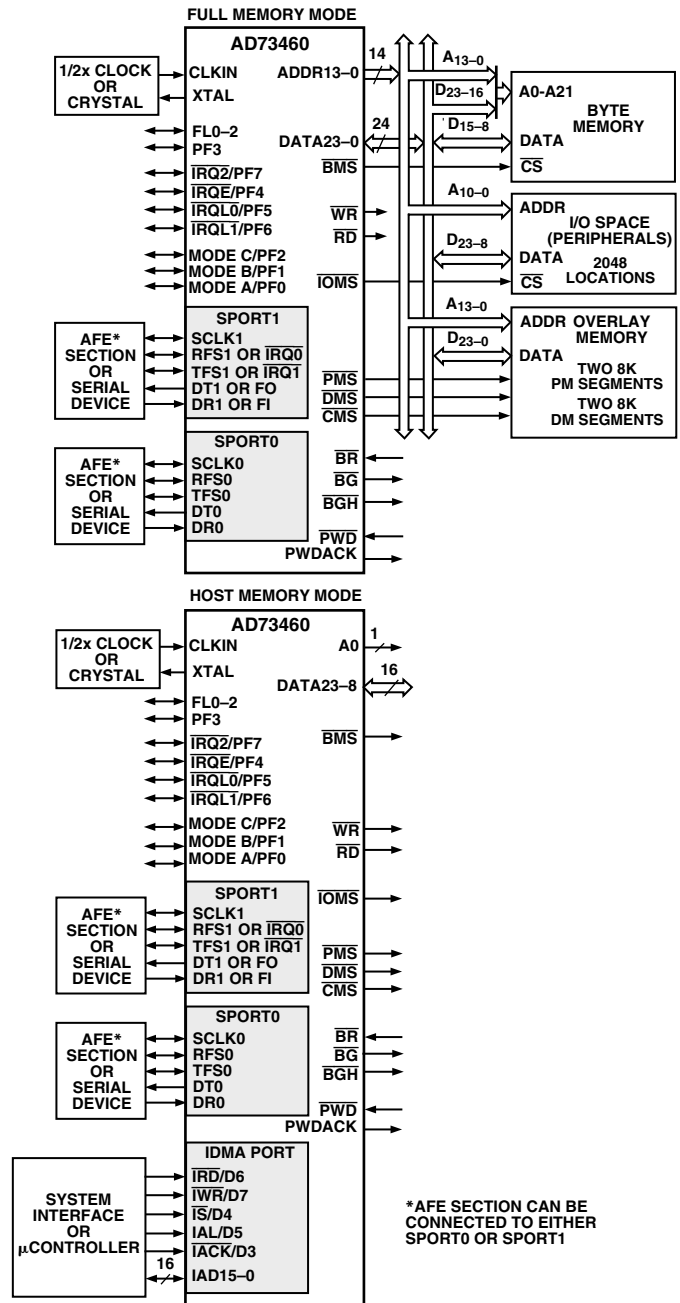 FULL MEMORY MODE
AD73460
1/2x CLOCK
OR
CRYSTAL
CLKIN
XTAL
FL0–2
PF3
IRQ2/PF7
IRQE/PF4
IRQL0/PF5
IRQL1/PF6
MODE C/PF2
MODE B/PF1
MODE A/PF0
AFE*
SECTION
OR
SERIAL
DEVICE
SPORT1
SCLK1
RFS1 OR IRQ0
TFS1 OR IRQ1
DT1 OR FO
DR1 OR FI
AFE*
SECTION
OR
SERIAL
DEVICE
SPORT0
SCLK0
RFS0
TFS0
DT0
DR0
ADDR13–0
14
DATA23–0
24
BMS
WR
RD
IOMS
PMS
DMS
CMS
BR
BG
BGH
PWD
PWDACK
A13–0
D23–16
D15–8
A0-A21
BYTE
MEMORY
DATA
CS
A10–0
D23–8
ADDR
I/O SPACE
(PERIPHERALS)
DATA
2048
LOCATIONS
CS
A13–0
D23–0
ADDR OVERLAY
MEMORY
DATA
TWO 8K
PM SEGMENTS
TWO 8K
DM SEGMENTS
HOST MEMORY MODE
AD73460
1/2x CLOCK
OR
CRYSTAL
CLKIN
XTAL
FL0–2
PF3
IRQ2/PF7
IRQE/PF4
IRQL0/PF5
IRQL1/PF6
MODE C/PF2
MODE B/PF1
MODE A/PF0
AFE*
SECTION
OR
SERIAL
DEVICE
SPORT1
SCLK1
RFS1 OR IRQ0
TFS1 OR IRQ1
DT1 OR FO
DR1 OR FI
AFE*
SECTION
OR
SERIAL
DEVICE
SPORT0
SCLK0
RFS0
TFS0
DT0
DR0
SYSTEM
INTERFACE
OR
μCONTROLLER
16
IDMA PORT
IRD/D6
IWR/D7
IS/D4
IAL/D5
IACK/D3
IAD15–0
A0
1
DATA23–8
16
BMS
WR
RD
IOMS
PMS
DMS
CMS
BR
BG
BGH
PWD
PWDACK
*AFE SECTION CAN BE
CONNECTED TO EITHER
SPORT0 OR SPORT1